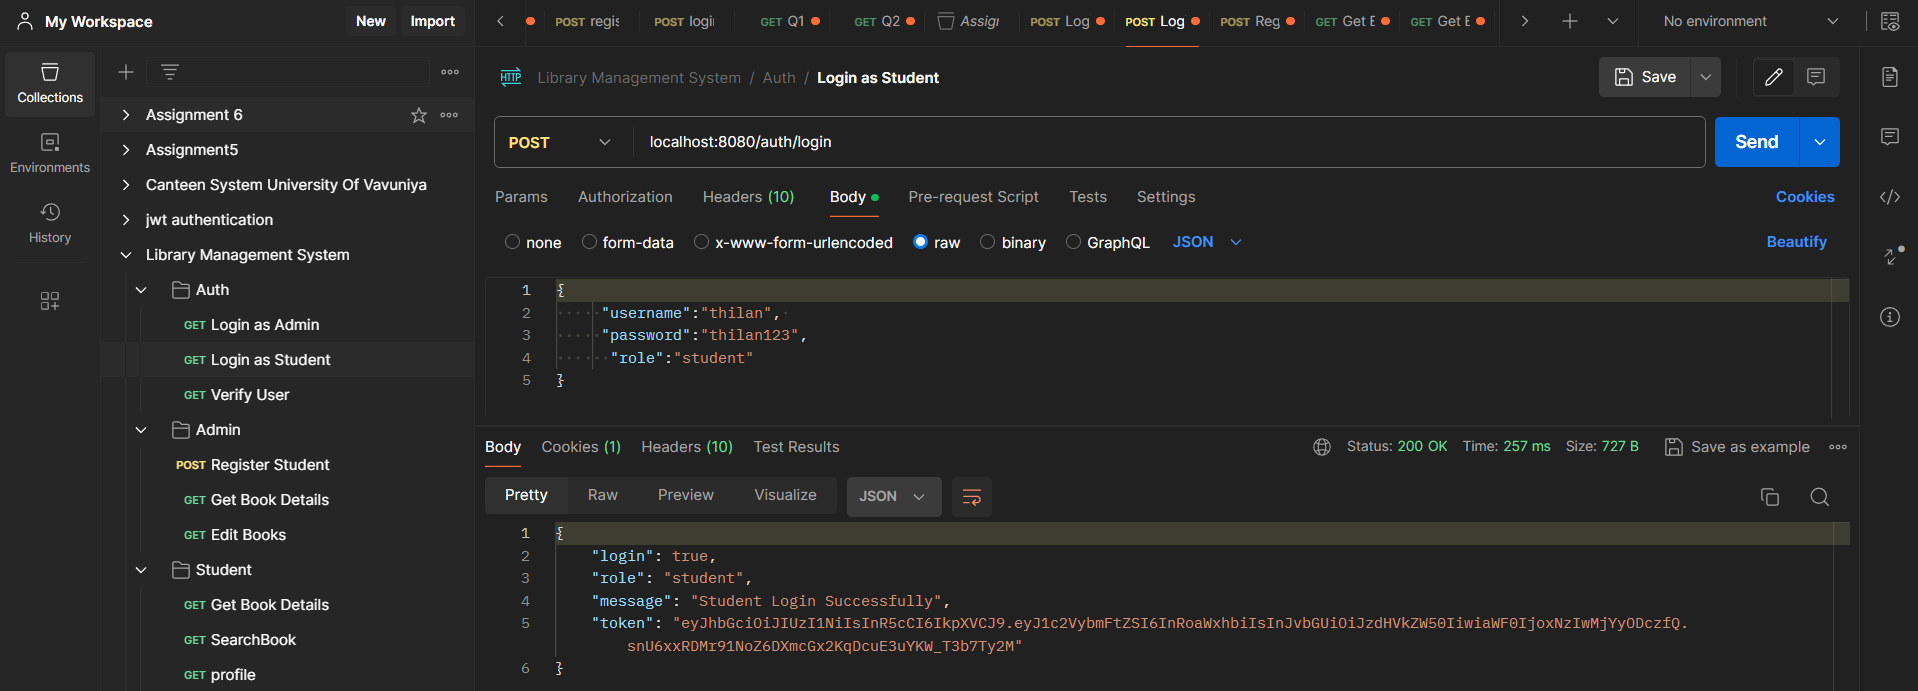 My Workspace
New
Import
POST regis
POST logi
GET Q1
GET Q2
Assign
POST Log
POST Log
POST Reg
GET Get E
GET Get E
No environment
Collections
Environments
History
Assignment 6
Assignment5
Canteen System University Of Vavuniya
jwt authentication
Library Management System
Auth
GET Login as Admin
GET Login as Student
GET Verify User
Admin
POST Register Student
GET Get Book Details
GET Edit Books
Student
GET Get Book Details
GET SearchBook
GET profile
HTTP Library Management System / Auth / Login as Student
Save
POST localhost:8080/auth/login
Send
Params Authorization Headers (10) Body Pre-request Script Tests Settings Cookies
none form-data x-www-form-urlencoded raw binary GraphQL JSON Beautify
1 {
2 "username":"thilan",
3 "password":"thilan123",
4 "role":"student"
5 }
Body Cookies (1) Headers (10) Test Results Status: 200 OK Time: 257 ms Size: 727 B Save as example
Pretty Raw Preview Visualize JSON
1 {
2 "login": true,
3 "role": "student",
4 "message": "Student Login Successfully",
5 "token": "eyJhbGciOiJIUzI1NiIsInR5cCI6IkpXVCJ9.eyJ1c2VybmFtZSI6InRoaWxhbiIsInJvbGUiOiJzdHVkZW50IiwiaWF0IjoxNzIwMjYyODczfQ.
snU6xxRDMr91NoZ6DXmcGx2KqDcuE3uYKW_T3b7Ty2M"
6 }